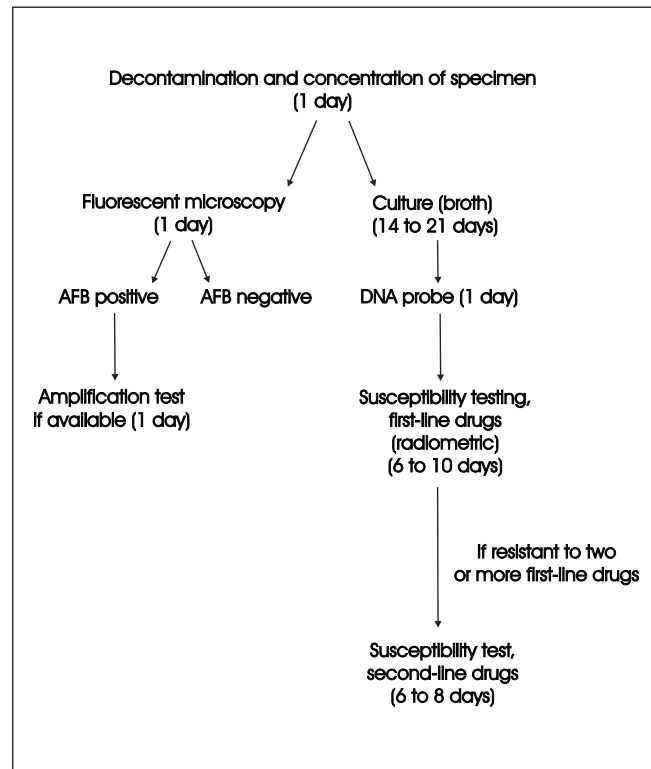 Decontamination and concentration of specimen
(1 day)
Fluorescent microscopy
(1 day)
Culture (broth)
(14 to 21 days)
AFB positive
AFB negative
DNA probe (1 day)
Amplification test
if available (1 day)
Susceptibility testing,
first-line drugs
(radiometric)
(6 to 10 days)
If resistant to two
or more first-line drugs
Susceptibility test,
second-line drugs
(6 to 8 days)